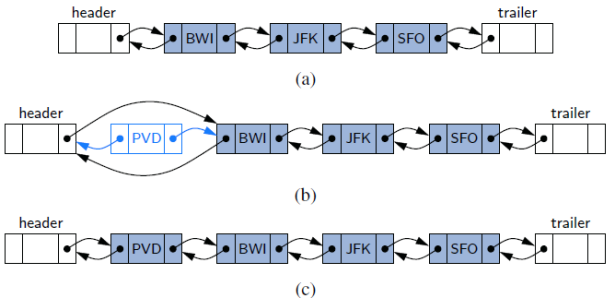 header trailer
BWI JFK SFO
(a)
header trailer
PVD BWI JFK SFO
(b)
header trailer
PVD BWI JFK SFO
(c)